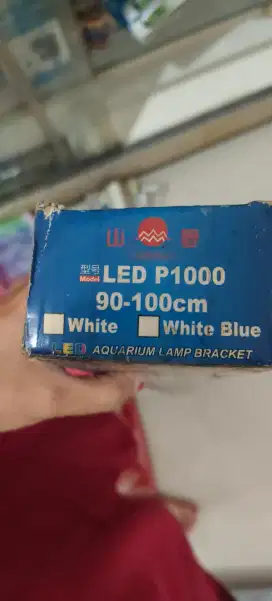 山
型号 Model LED P1000
90-100cm
White White Blue
LED AQUARIUM LAMP BRACKET